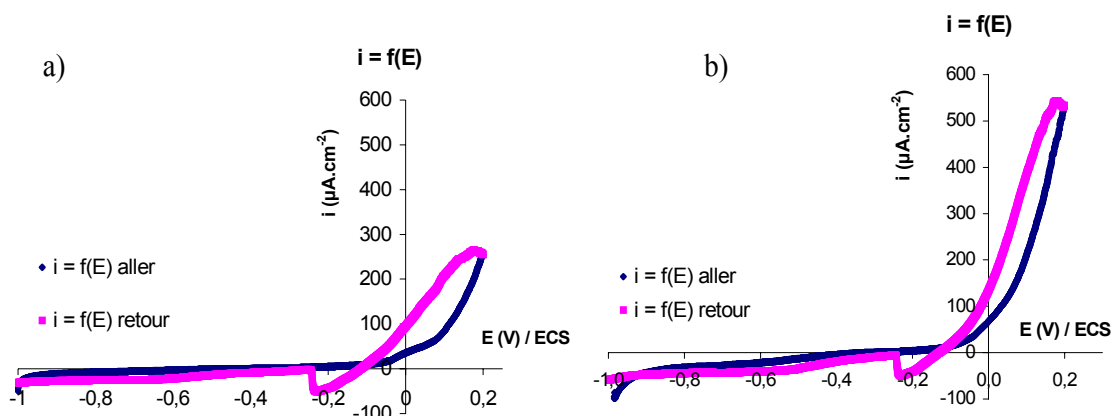 a)
i = f(E)
600
500
400
300
200
100
0
-100
i (µA.cm-2)
-1
-0,8
-0,6
-0,4
-0,2
0
0,2
E (V) / ECS
i = f(E) aller
i = f(E) retour
b)
i = f(E)
600
500
400
300
200
100
0
-100
i (µA.cm-2)
-1,0
-0,8
-0,6
-0,4
-0,2
0,0
0,2
E (V) / ECS
i = f(E) aller
i = f(E) retour